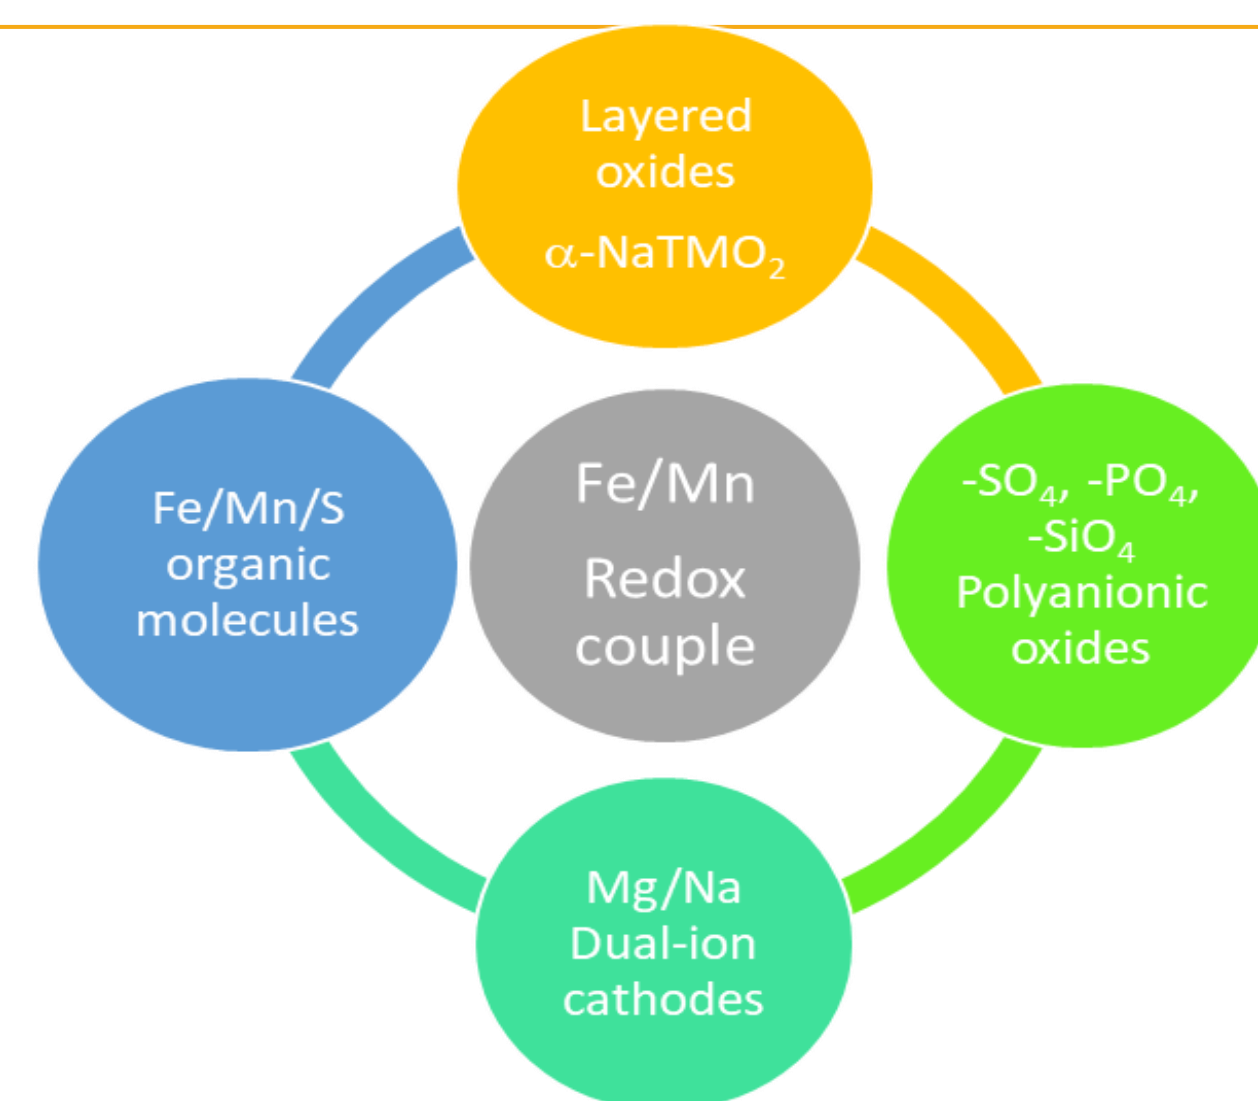 Layered
oxides
α-NaTMO₂
Fe/Mn/S
organic
molecules
Fe/Mn
Redox
couple
-SO₄, -PO₄,
-SiO₄
Polyanionic
oxides
Mg/Na
Dual-ion
cathodes